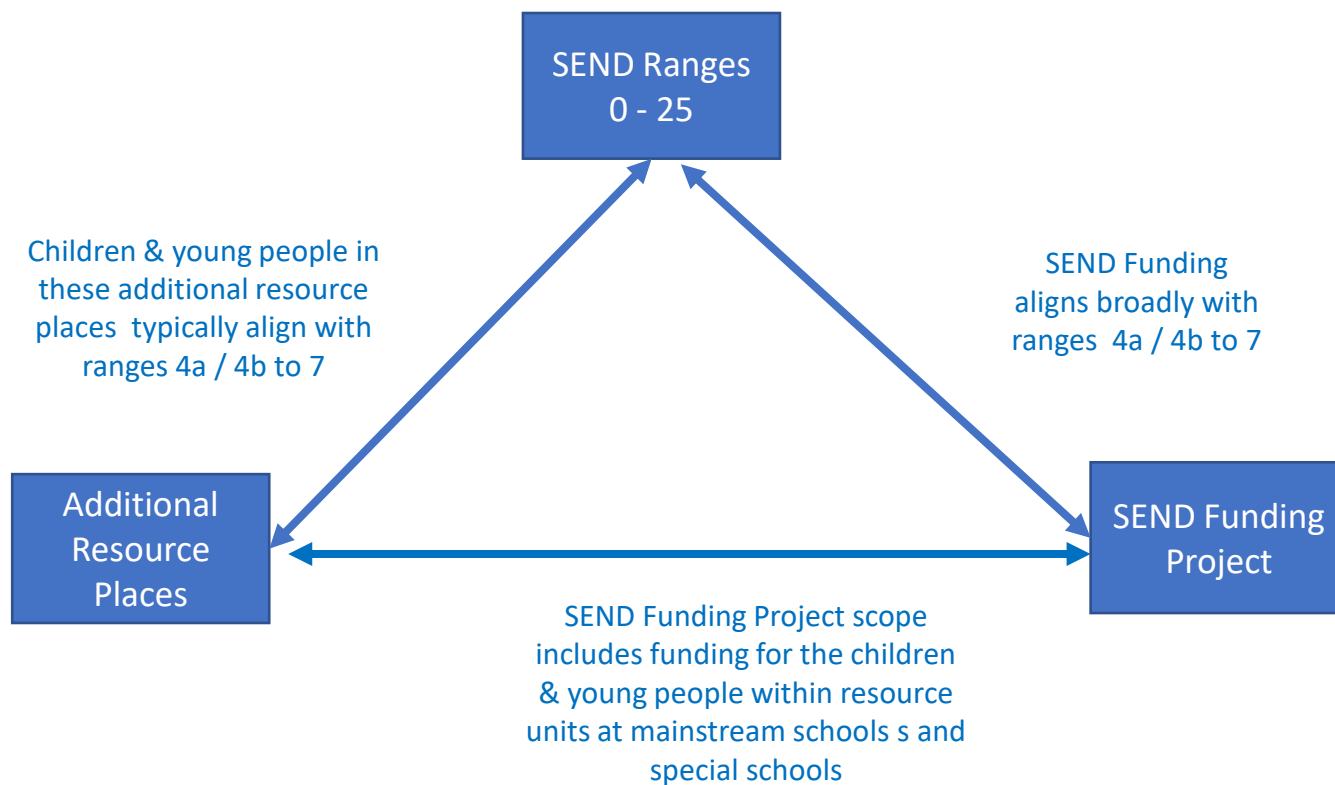 SEND Ranges
0 - 25
Children & young people in
these additional resource
places typically align with
ranges 4a / 4b to 7
SEND Funding
aligns broadly with
ranges 4a / 4b to 7
Additional
Resource
Places
SEND Funding
Project
SEND Funding Project scope
includes funding for the children
& young people within resource
units at mainstream schools s and
special schools